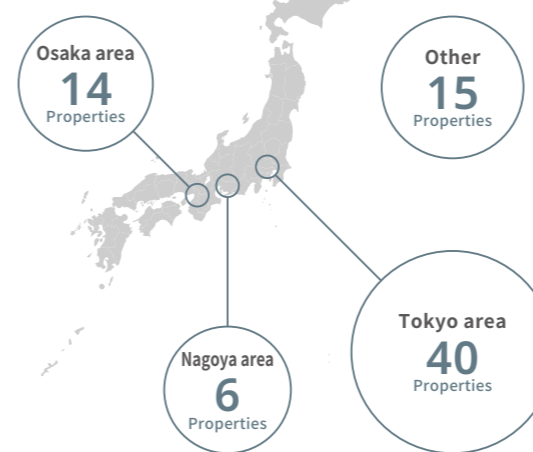 Osaka area
14
Properties
Other
15
Properties
Tokyo area
40
Properties
Nagoya area
6
Properties